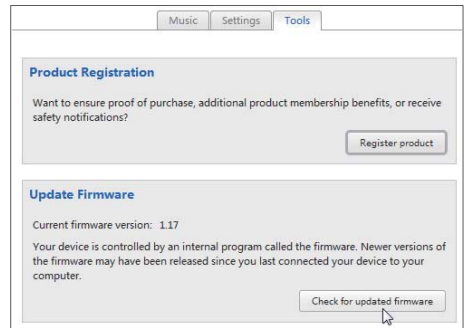 Music Settings Tools
Product Registration
Want to ensure proof of purchase, additional product membership benefits, or receive
safety notifications?
Register product
Update Firmware
Current firmware version: 1.17
Your device is controlled by an internal program called the firmware. Newer versions of
the firmware may have been released since you last connected your device to your
computer.
Check for updated firmware